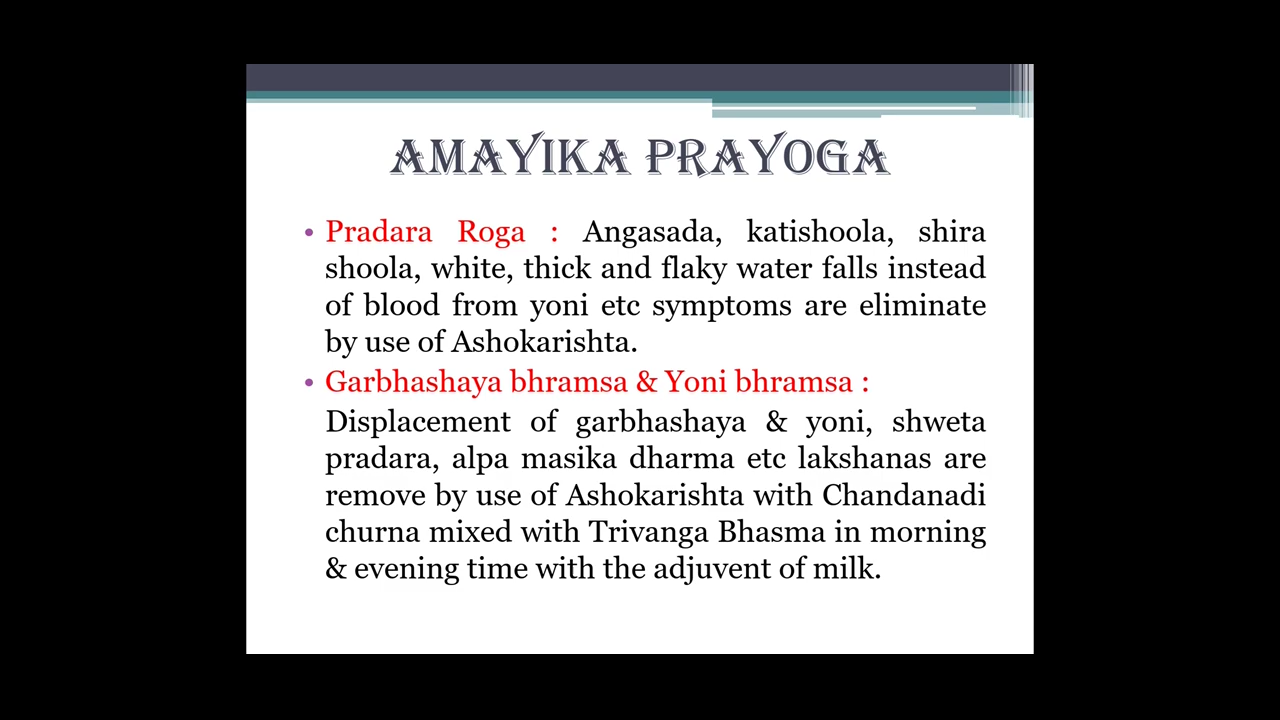 AMAYIKA PRAYOGA
• Pradara Roga : Angasada, katishoola, shira
shoola, white, thick and flaky water falls instead
of blood from yoni etc symptoms are eliminate
by use of Ashokarishta.
• Garbhashaya bhramsa & Yoni bhramsa :
Displacement of garbhashaya & yoni, shweta
pradara, alpa masika dharma etc lakshanas are
remove by use of Ashokarishta with Chandanadi
churna mixed with Trivanga Bhasma in morning
& evening time with the adjuvent of milk.